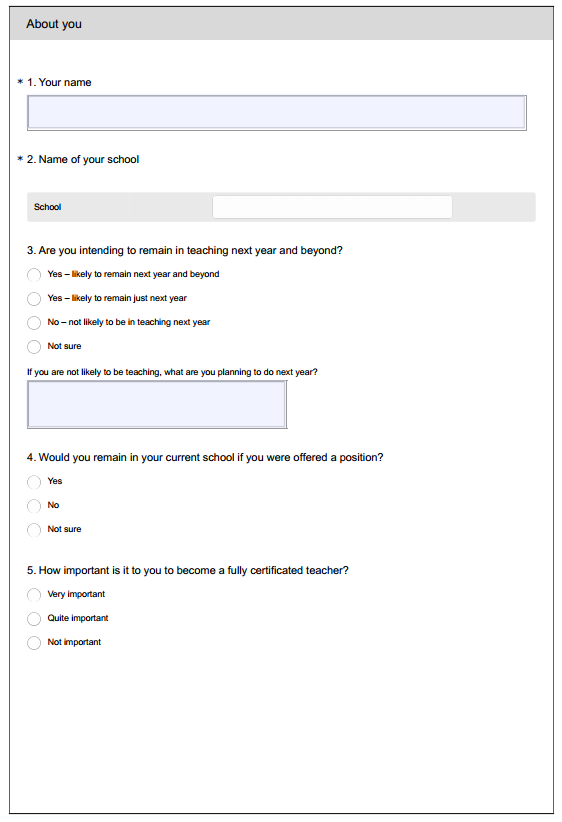 About you
* 1. Your name
* 2. Name of your school
School
3. Are you intending to remain in teaching next year and beyond?
Yes – likely to remain next year and beyond
Yes – likely to remain just next year
No – not likely to be in teaching next year
Not sure
If you are not likely to be teaching, what are you planning to do next year?
4. Would you remain in your current school if you were offered a position?
Yes
No
Not sure
5. How important is it to you to become a fully certificated teacher?
Very important
Quite important
Not important